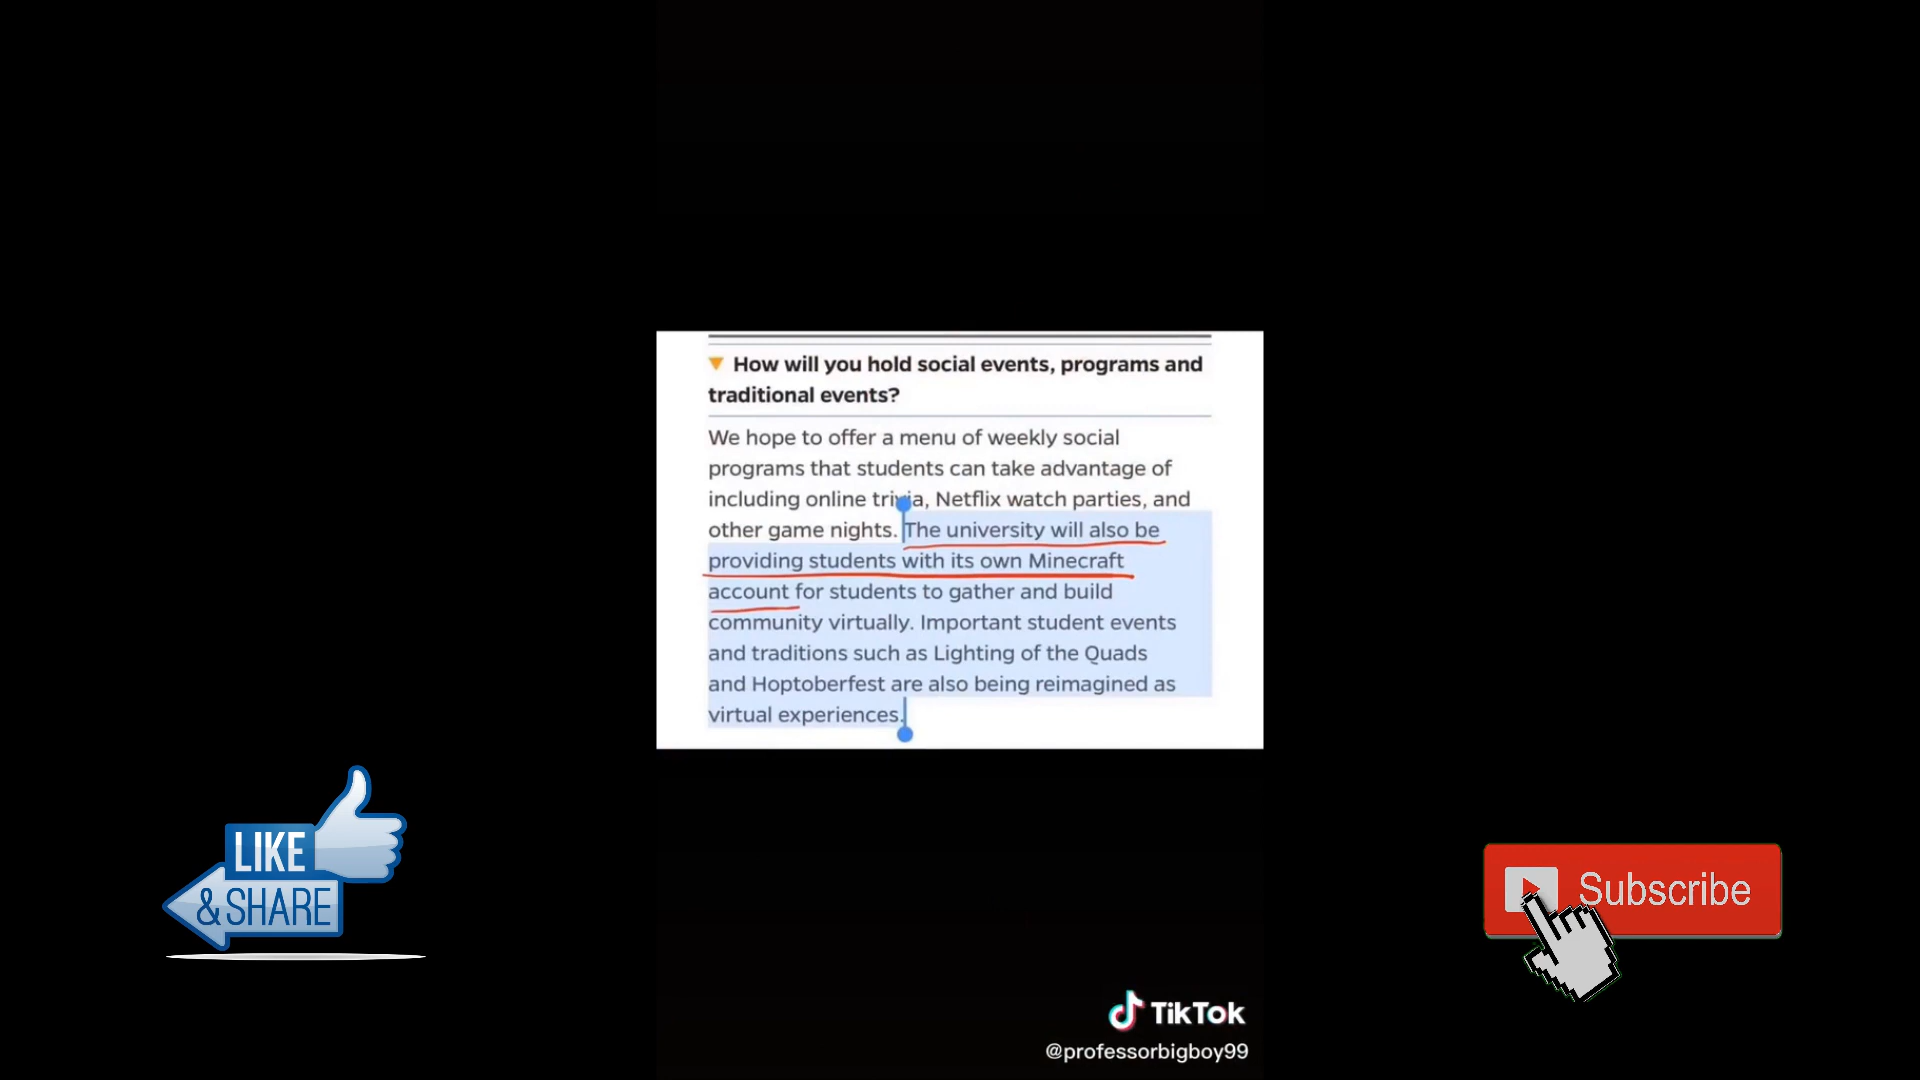 ▼ How will you hold social events, programs and
traditional events?
We hope to offer a menu of weekly social
programs that students can take advantage of
including online trivia, Netflix watch parties, and
other game nights. The university will also be
providing students with its own Minecraft
account for students to gather and build
community virtually. Important student events
and traditions such as Lighting of the Quads
and Hoptoberfest are also being reimagined as
virtual experiences.
LIKE
& SHARE
Subscribe
TikTok
@professorbigboy99